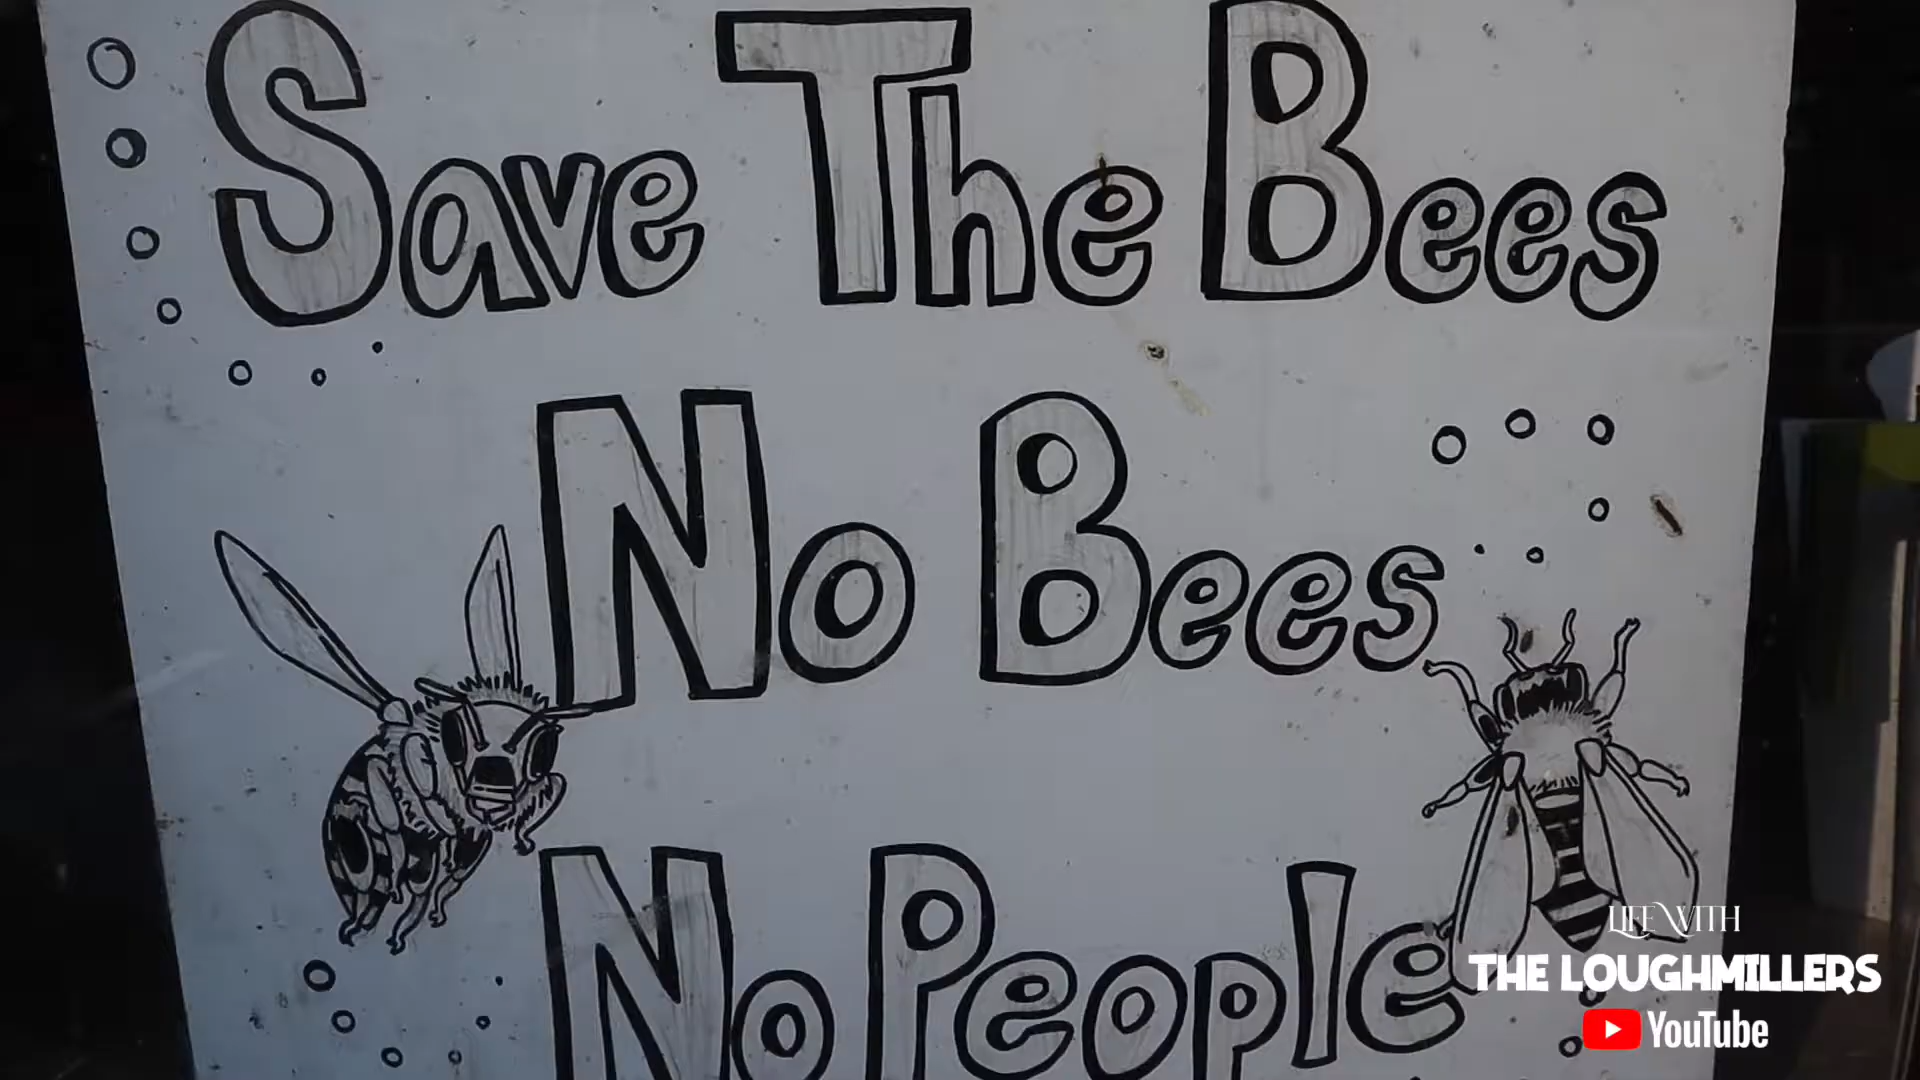 Save The Bees
No Bees
No People
LIFE WITH
THE LOUGHMILLERS
YouTube